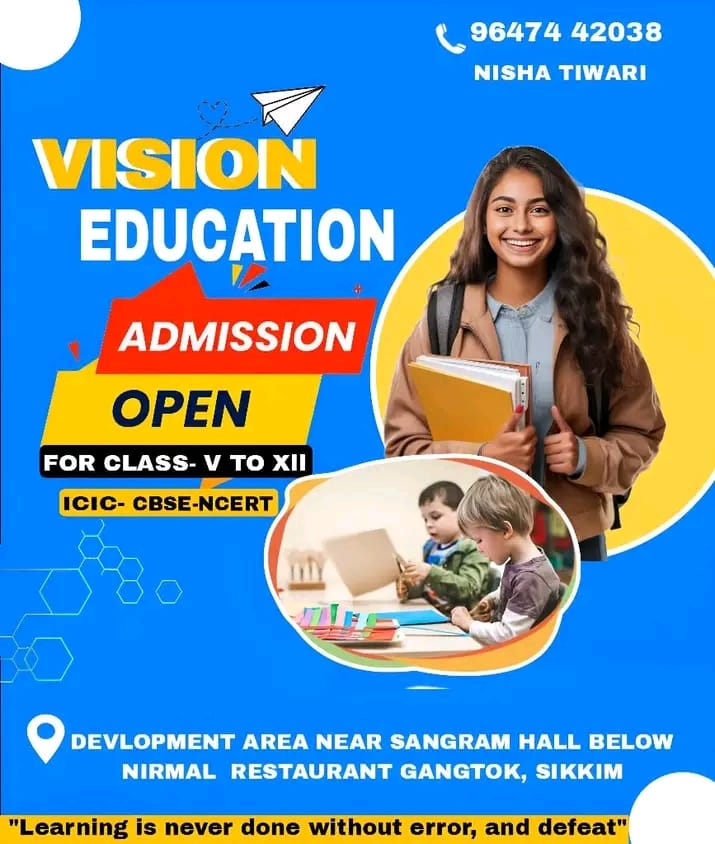 96474 42038
NISHA TIWARI
VISION
EDUCATION
ADMISSION
OPEN
FOR CLASS- V TO XII
ICIC- CBSE-NCERT
DEVLOPMENT AREA NEAR SANGRAM HALL BELOW
NIRMAL RESTAURANT GANGTOK, SIKKIM
"Learning is never done without error, and defeat"